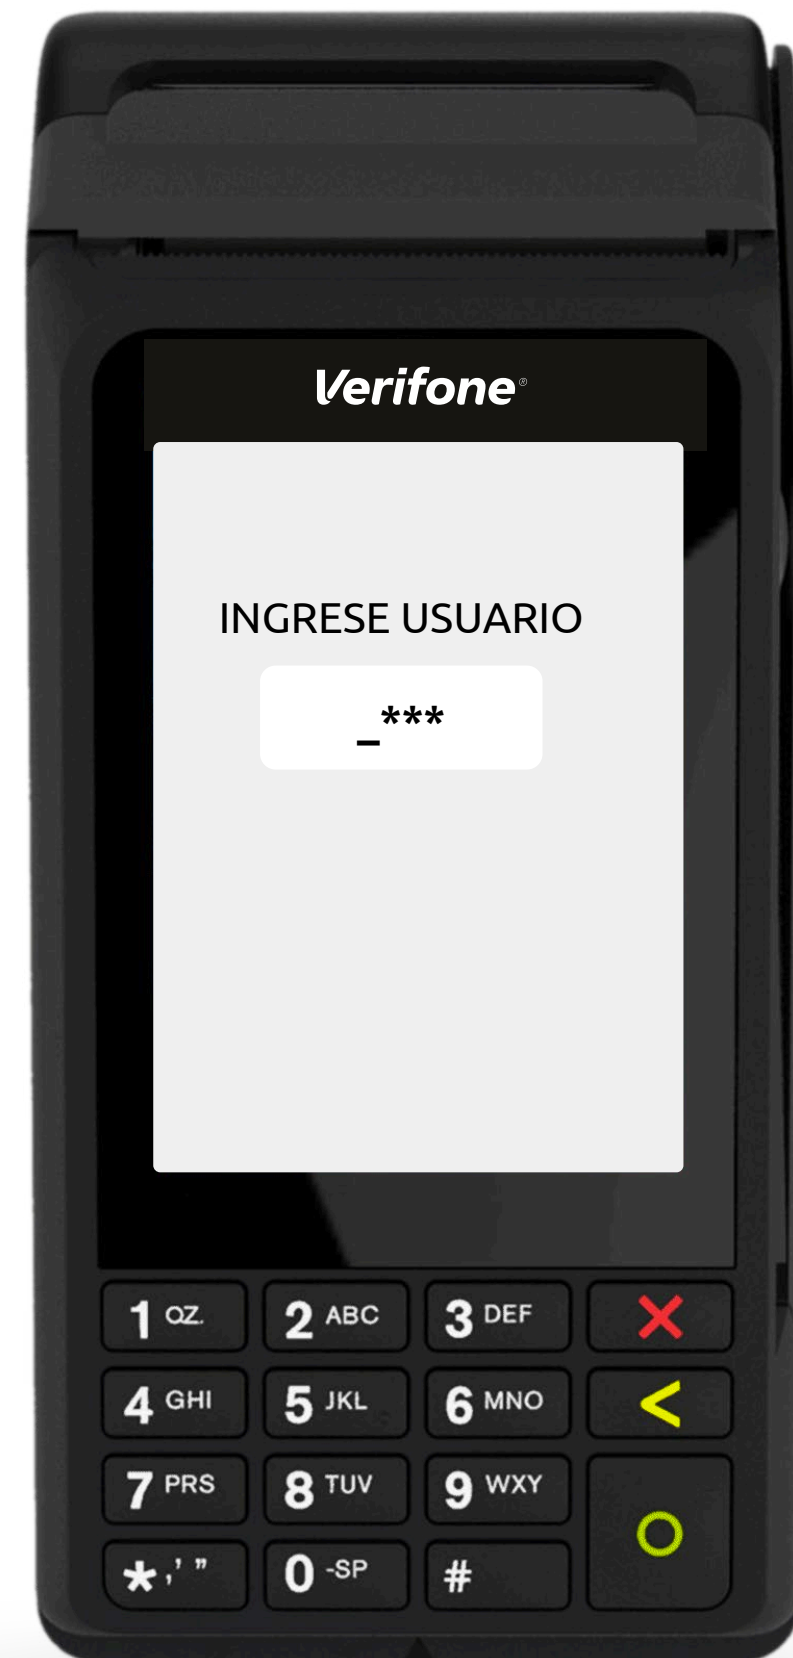 Verifone®
INGRESE USUARIO
_***
1 QZ. 2 ABC 3 DEF
4 GHI 5 JKL 6 MNO <
7 PRS 8 TUV 9 WXY
*,' " 0 -SP #